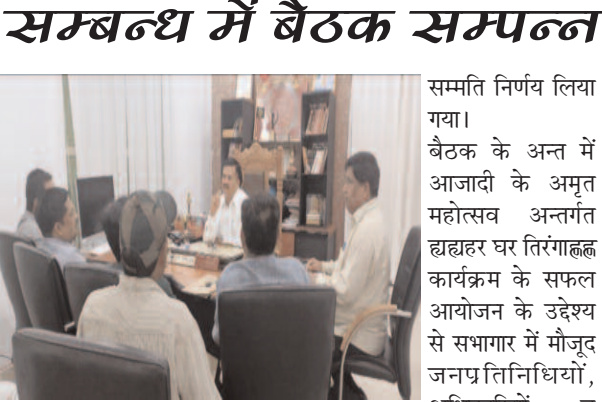 सम्बन्ध में बैठक सम्पन्न
सम्मति निर्णय लिया
गया।
बैठक के अन्त में
आजादी के अमृत
महोत्सव अन्तर्गत
ह्यह्यहर घर तिरंगाह्णह्ण
कार्यक्रम के सफल
आयोजन के उद्देश्य
से सभागार में मौजूद
जनप्रतिनिधियों,